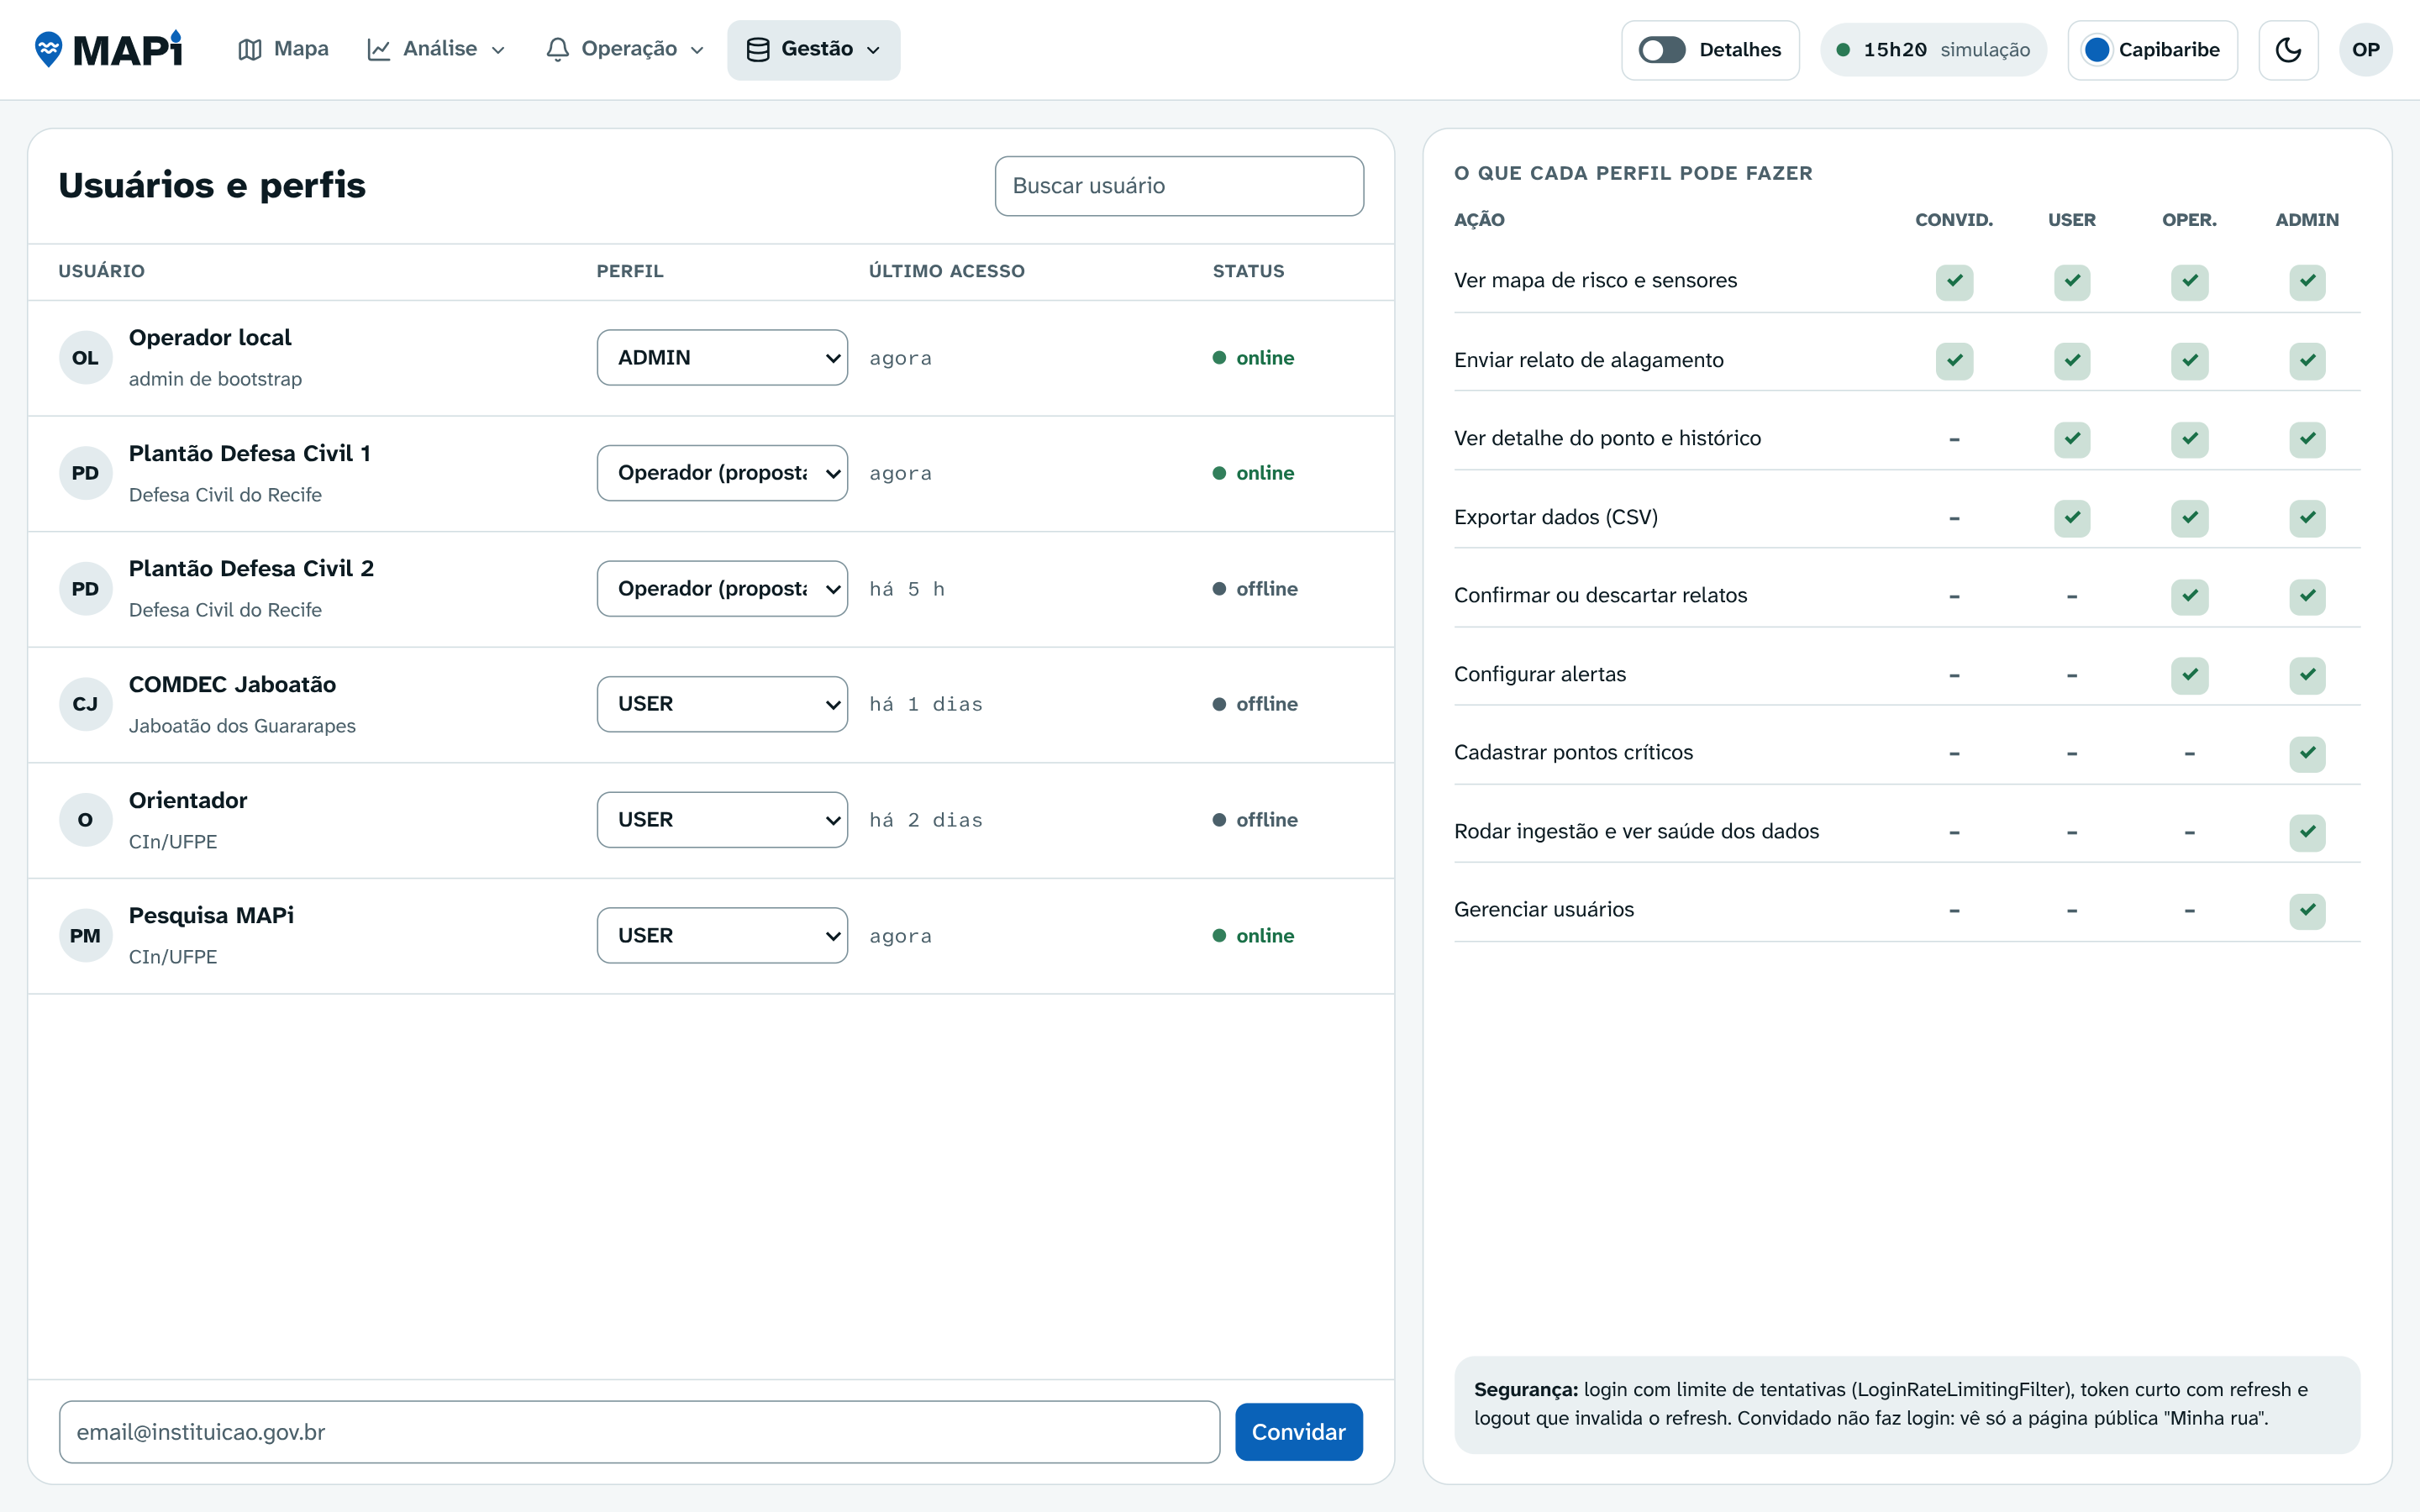 MAPi
Mapa
Análise
Operação
Gestão
Detalhes
15h20 simulação
Capibaribe
OP
Usuários e perfis
Buscar usuário
USUÁRIO PERFIL ÚLTIMO ACESSO STATUS
OL Operador local ADMIN agora online
admin de bootstrap
PD Plantão Defesa Civil 1 Operador (proposta agora online
Defesa Civil do Recife
PD Plantão Defesa Civil 2 Operador (proposta há 5 h offline
Defesa Civil do Recife
CJ COMDEC Jaboatão USER há 1 dias offline
Jaboatão dos Guararapes
O Orientador USER há 2 dias offline
CIn/UFPE
PM Pesquisa MAPi USER agora online
CIn/UFPE
email@instituicao.gov.br
Convidar
O QUE CADA PERFIL PODE FAZER
AÇÃO CONVID. USER OPER. ADMIN
Ver mapa de risco e sensores ✓ ✓ ✓ ✓
Enviar relato de alagamento ✓ ✓ ✓ ✓
Ver detalhe do ponto e histórico – ✓ ✓ ✓
Exportar dados (CSV) – ✓ ✓ ✓
Confirmar ou descartar relatos – – ✓ ✓
Configurar alertas – – ✓ ✓
Cadastrar pontos críticos – – – ✓
Rodar ingestão e ver saúde dos dados – – – ✓
Gerenciar usuários – – – ✓
Segurança: login com limite de tentativas (LoginRateLimitingFilter), token curto com refresh e
logout que invalida o refresh. Convidado não faz login: vê só a página pública "Minha rua".